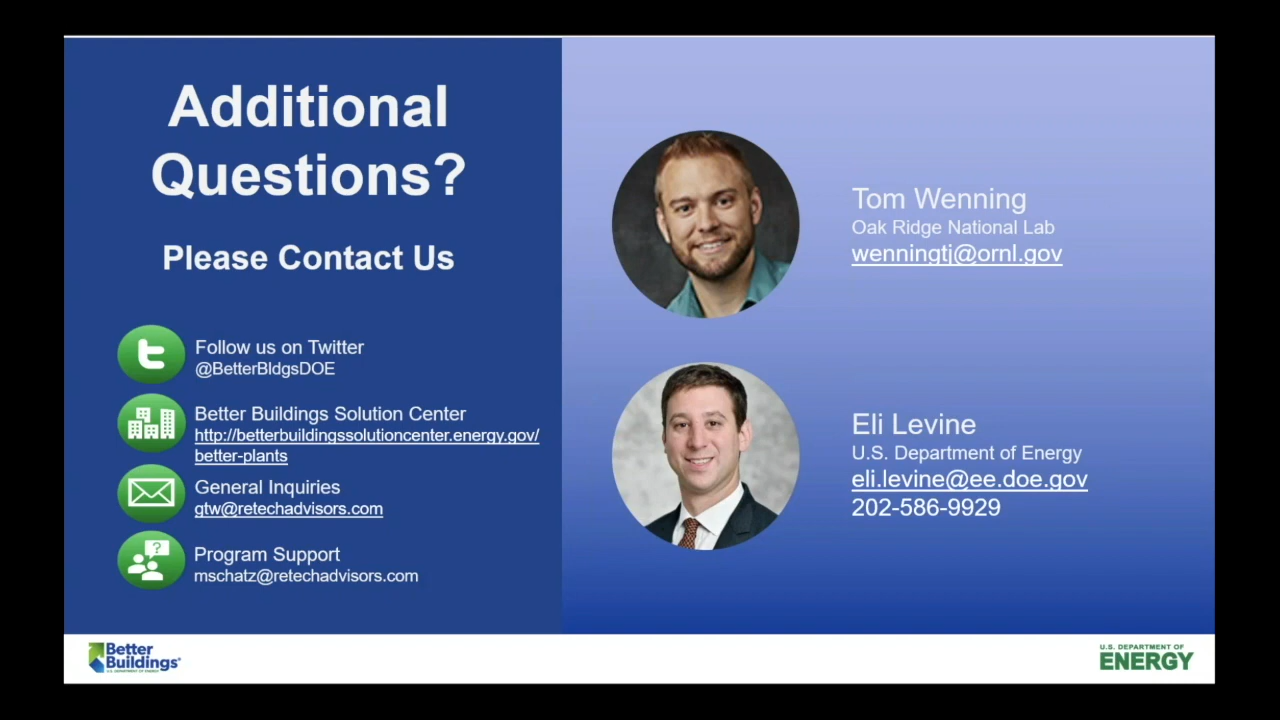 Additional
Questions?
Please Contact Us
Follow us on Twitter
@BetterBldgsDOE
Better Buildings Solution Center
http://betterbuildingssolutioncenter.energy.gov/
better-plants
General Inquiries
gtw@retechadvisors.com
Program Support
mschatz@retechadvisors.com
Tom Wenning
Oak Ridge National Lab
wenningtj@ornl.gov
Eli Levine
U.S. Department of Energy
eli.levine@ee.doe.gov
202-586-9929
Better
Buildings®
U.S. DEPARTMENT OF ENERGY
U.S. DEPARTMENT OF
ENERGY